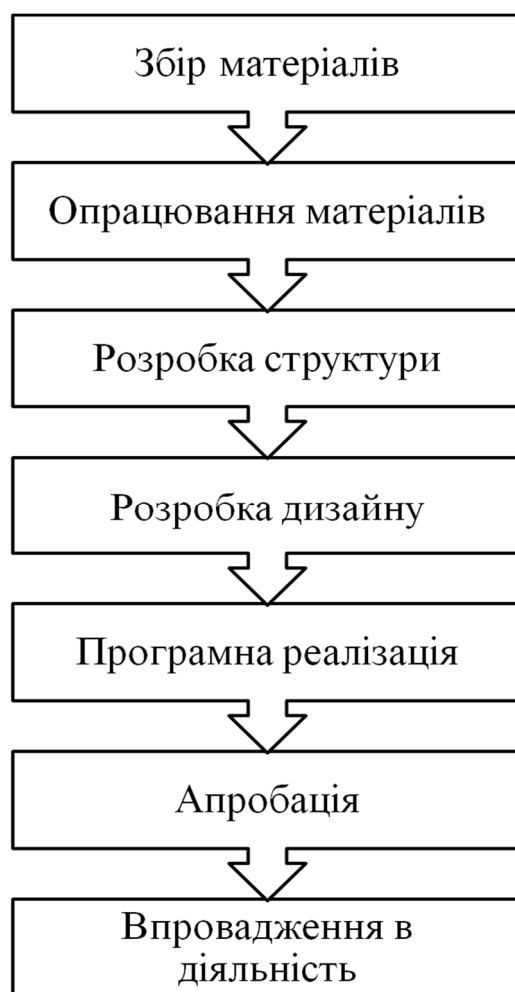 Збір матеріалів
Опрацювання матеріалів
Розробка структури
Розробка дизайну
Програмна реалізація
Апробація
Впровадження в
діяльність